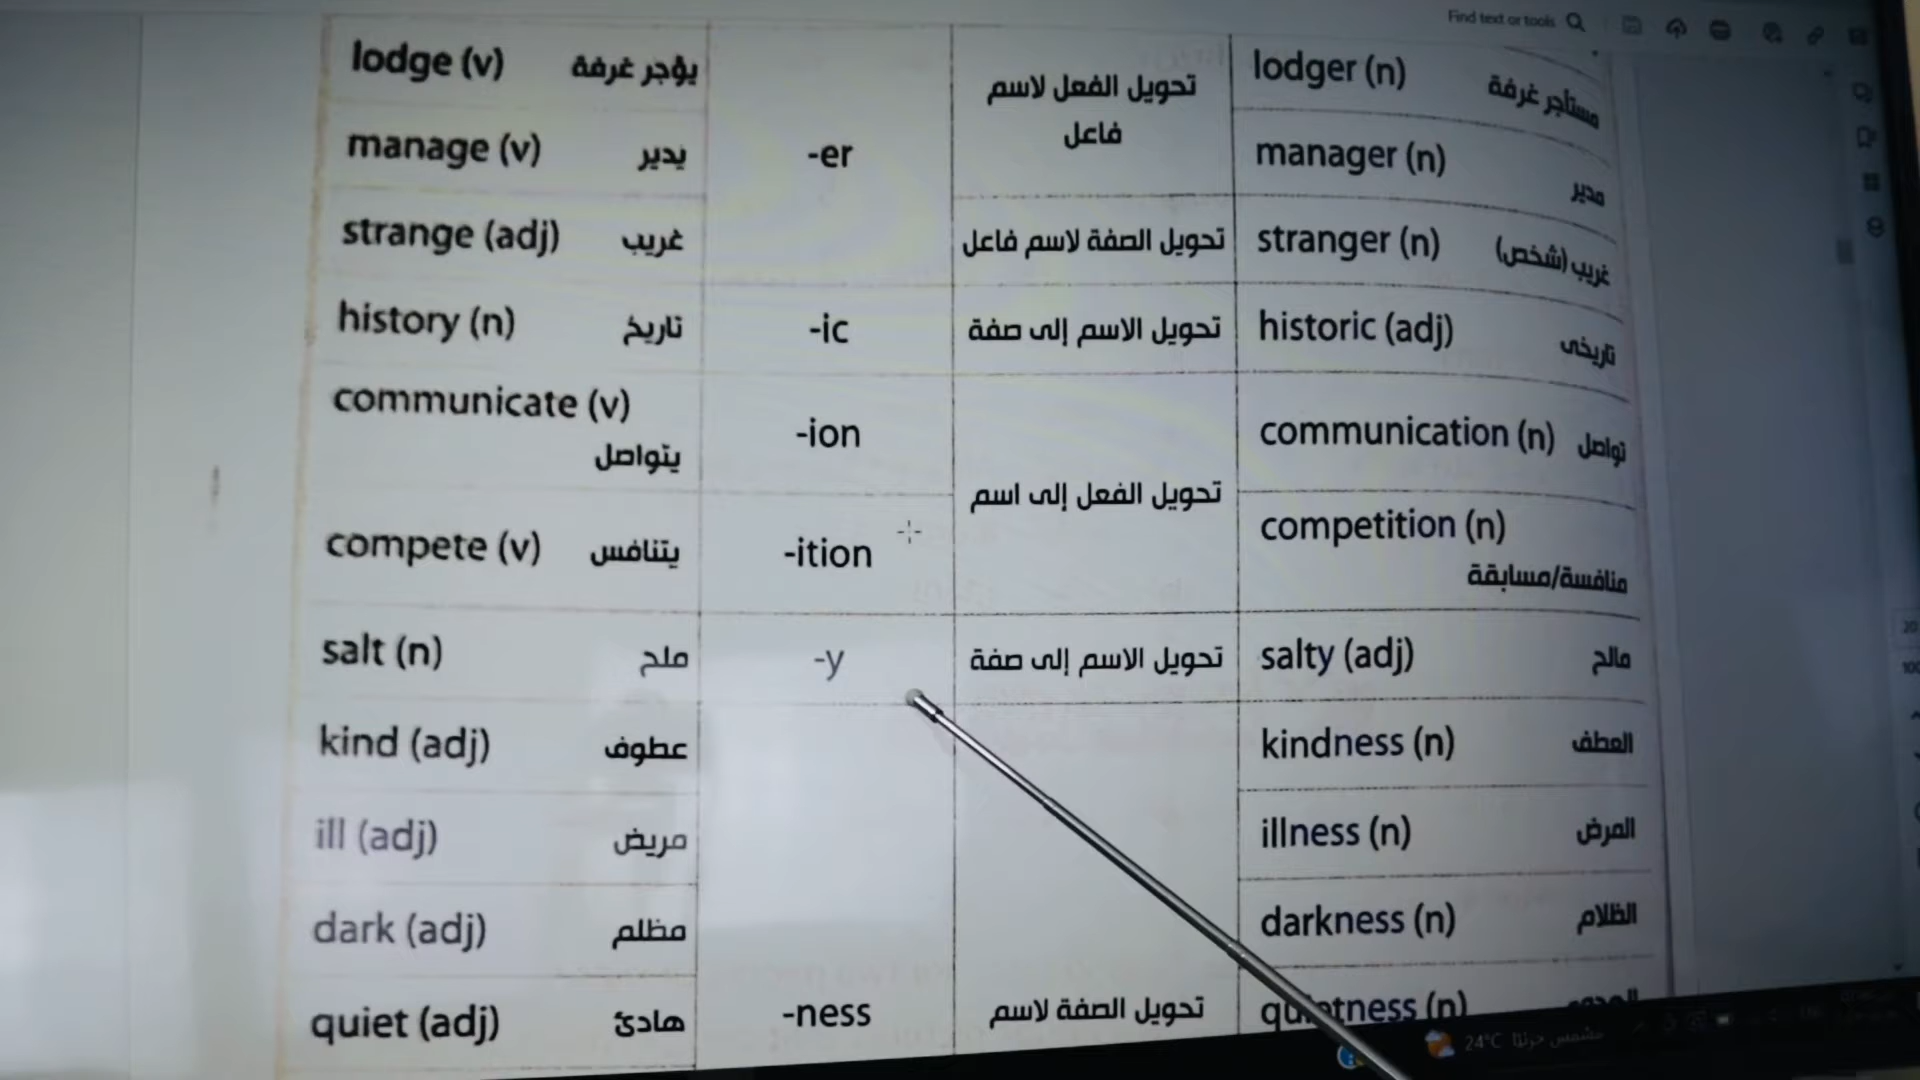 Find text or tools
lodge (v) يؤجر غرفة
تحويل الفعل لاسم فاعل
lodger (n) مستأجر غرفة
manage (v) يدير
-er
manager (n) مدير
strange (adj) غريب
تحويل الصفة لاسم فاعل
stranger (n) غريب (شخص)
history (n) تاريخ
-ic
تحويل الاسم إلى صفة
historic (adj) تاريخى
communicate (v)
يتواصل
-ion
communication (n) تواصل
تحويل الفعل إلى اسم
compete (v) يتنافس
-ition
competition (n)
منافسة/مسابقة
salt (n) ملح
-y
تحويل الاسم إلى صفة
salty (adj) مالح
kind (adj) عطوف
kindness (n) العطف
ill (adj) مريض
illness (n) المرض
dark (adj) مظلم
darkness (n) الظلام
quiet (adj) هادئ
-ness
تحويل الصفة لاسم
quietness (n)
24°C